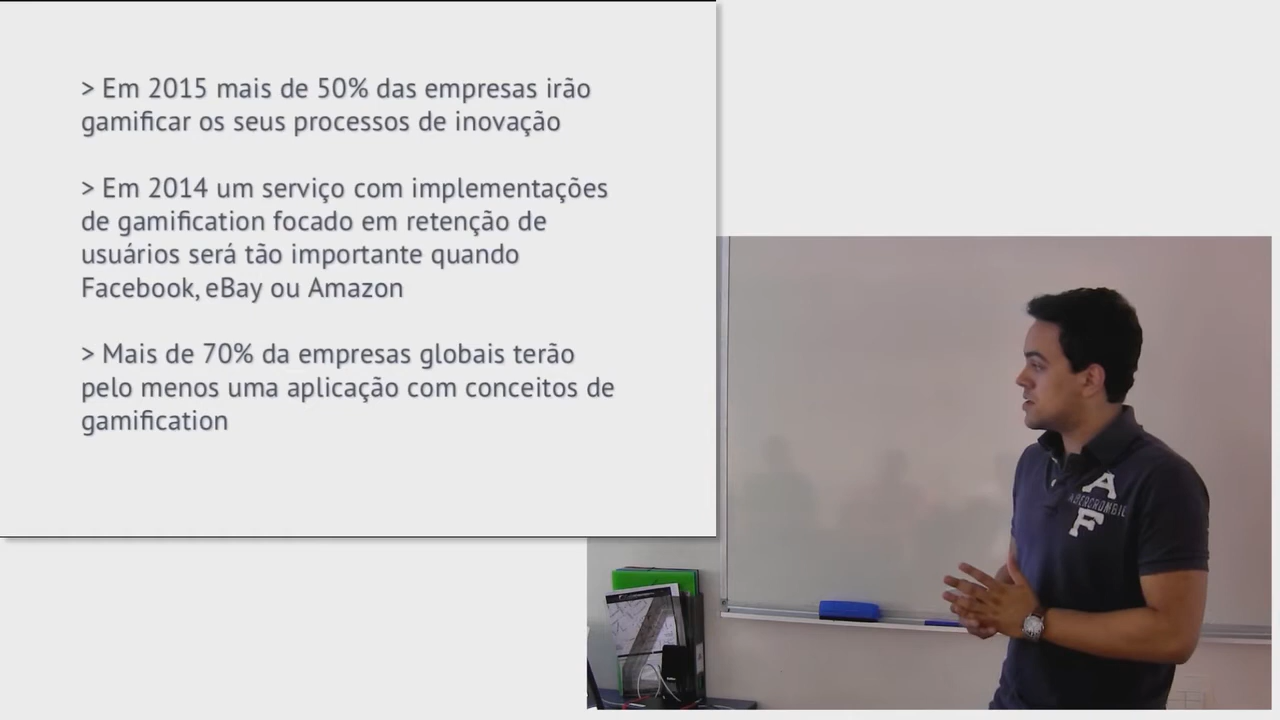 > Em 2015 mais de 50% das empresas irão
gamificar os seus processos de inovação
> Em 2014 um serviço com implementações
de gamification focado em retenção de
usuários será tão importante quando
Facebook, eBay ou Amazon
> Mais de 70% da empresas globais terão
pelo menos uma aplicação com conceitos de
gamification
A
ABERCROMBIE
F